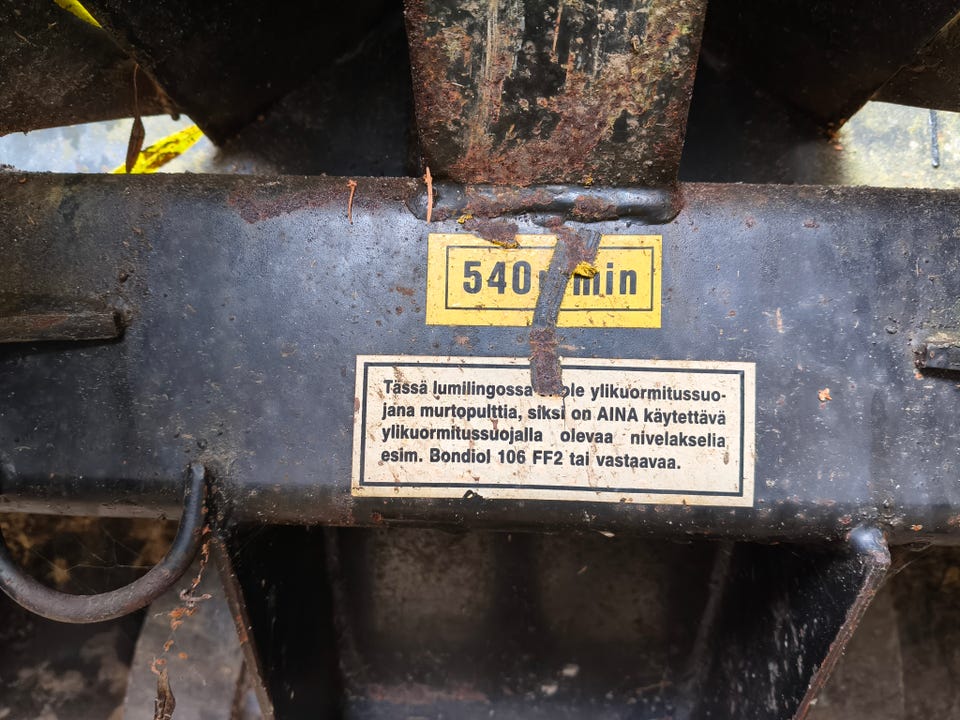 540 min
Tässä lumilingossa ylikuormitussuo-
jana murtopulttia, siksi on AINA käytettävä
ylikuormitussuojalla olevaa nivelakselia
esim. Bondiol 106 FF2 tai vastaavaa.